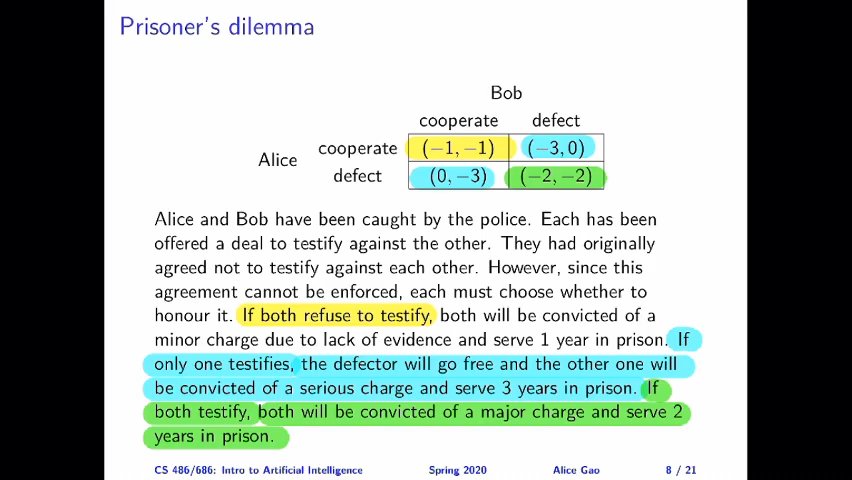 Prisoner's dilemma
Bob
cooperate defect
Alice
cooperate (−1, −1) (−3, 0)
defect (0, −3) (−2, −2)
Alice and Bob have been caught by the police. Each has been
offered a deal to testify against the other. They had originally
agreed not to testify against each other. However, since this
agreement cannot be enforced, each must choose whether to
honour it. If both refuse to testify, both will be convicted of a
minor charge due to lack of evidence and serve 1 year in prison. If
only one testifies, the defector will go free and the other one will
be convicted of a serious charge and serve 3 years in prison. If
both testify, both will be convicted of a major charge and serve 2
years in prison.
CS 486/686: Intro to Artificial Intelligence Spring 2020 Alice Gao 8 / 21